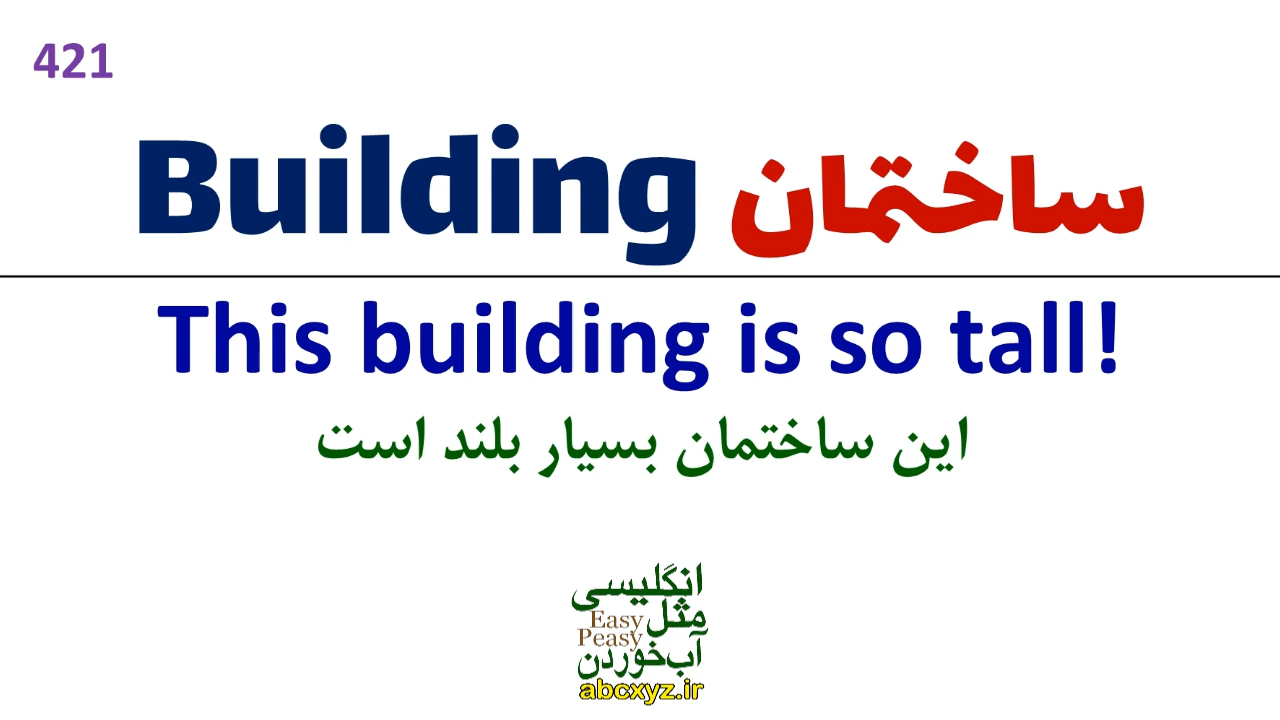 421
Building ساختمان
This building is so tall!
این ساختمان بسیار بلند است
انگلیسی
مثل
Easy
Peasy
آب‌خوردن
abcxyz.ir